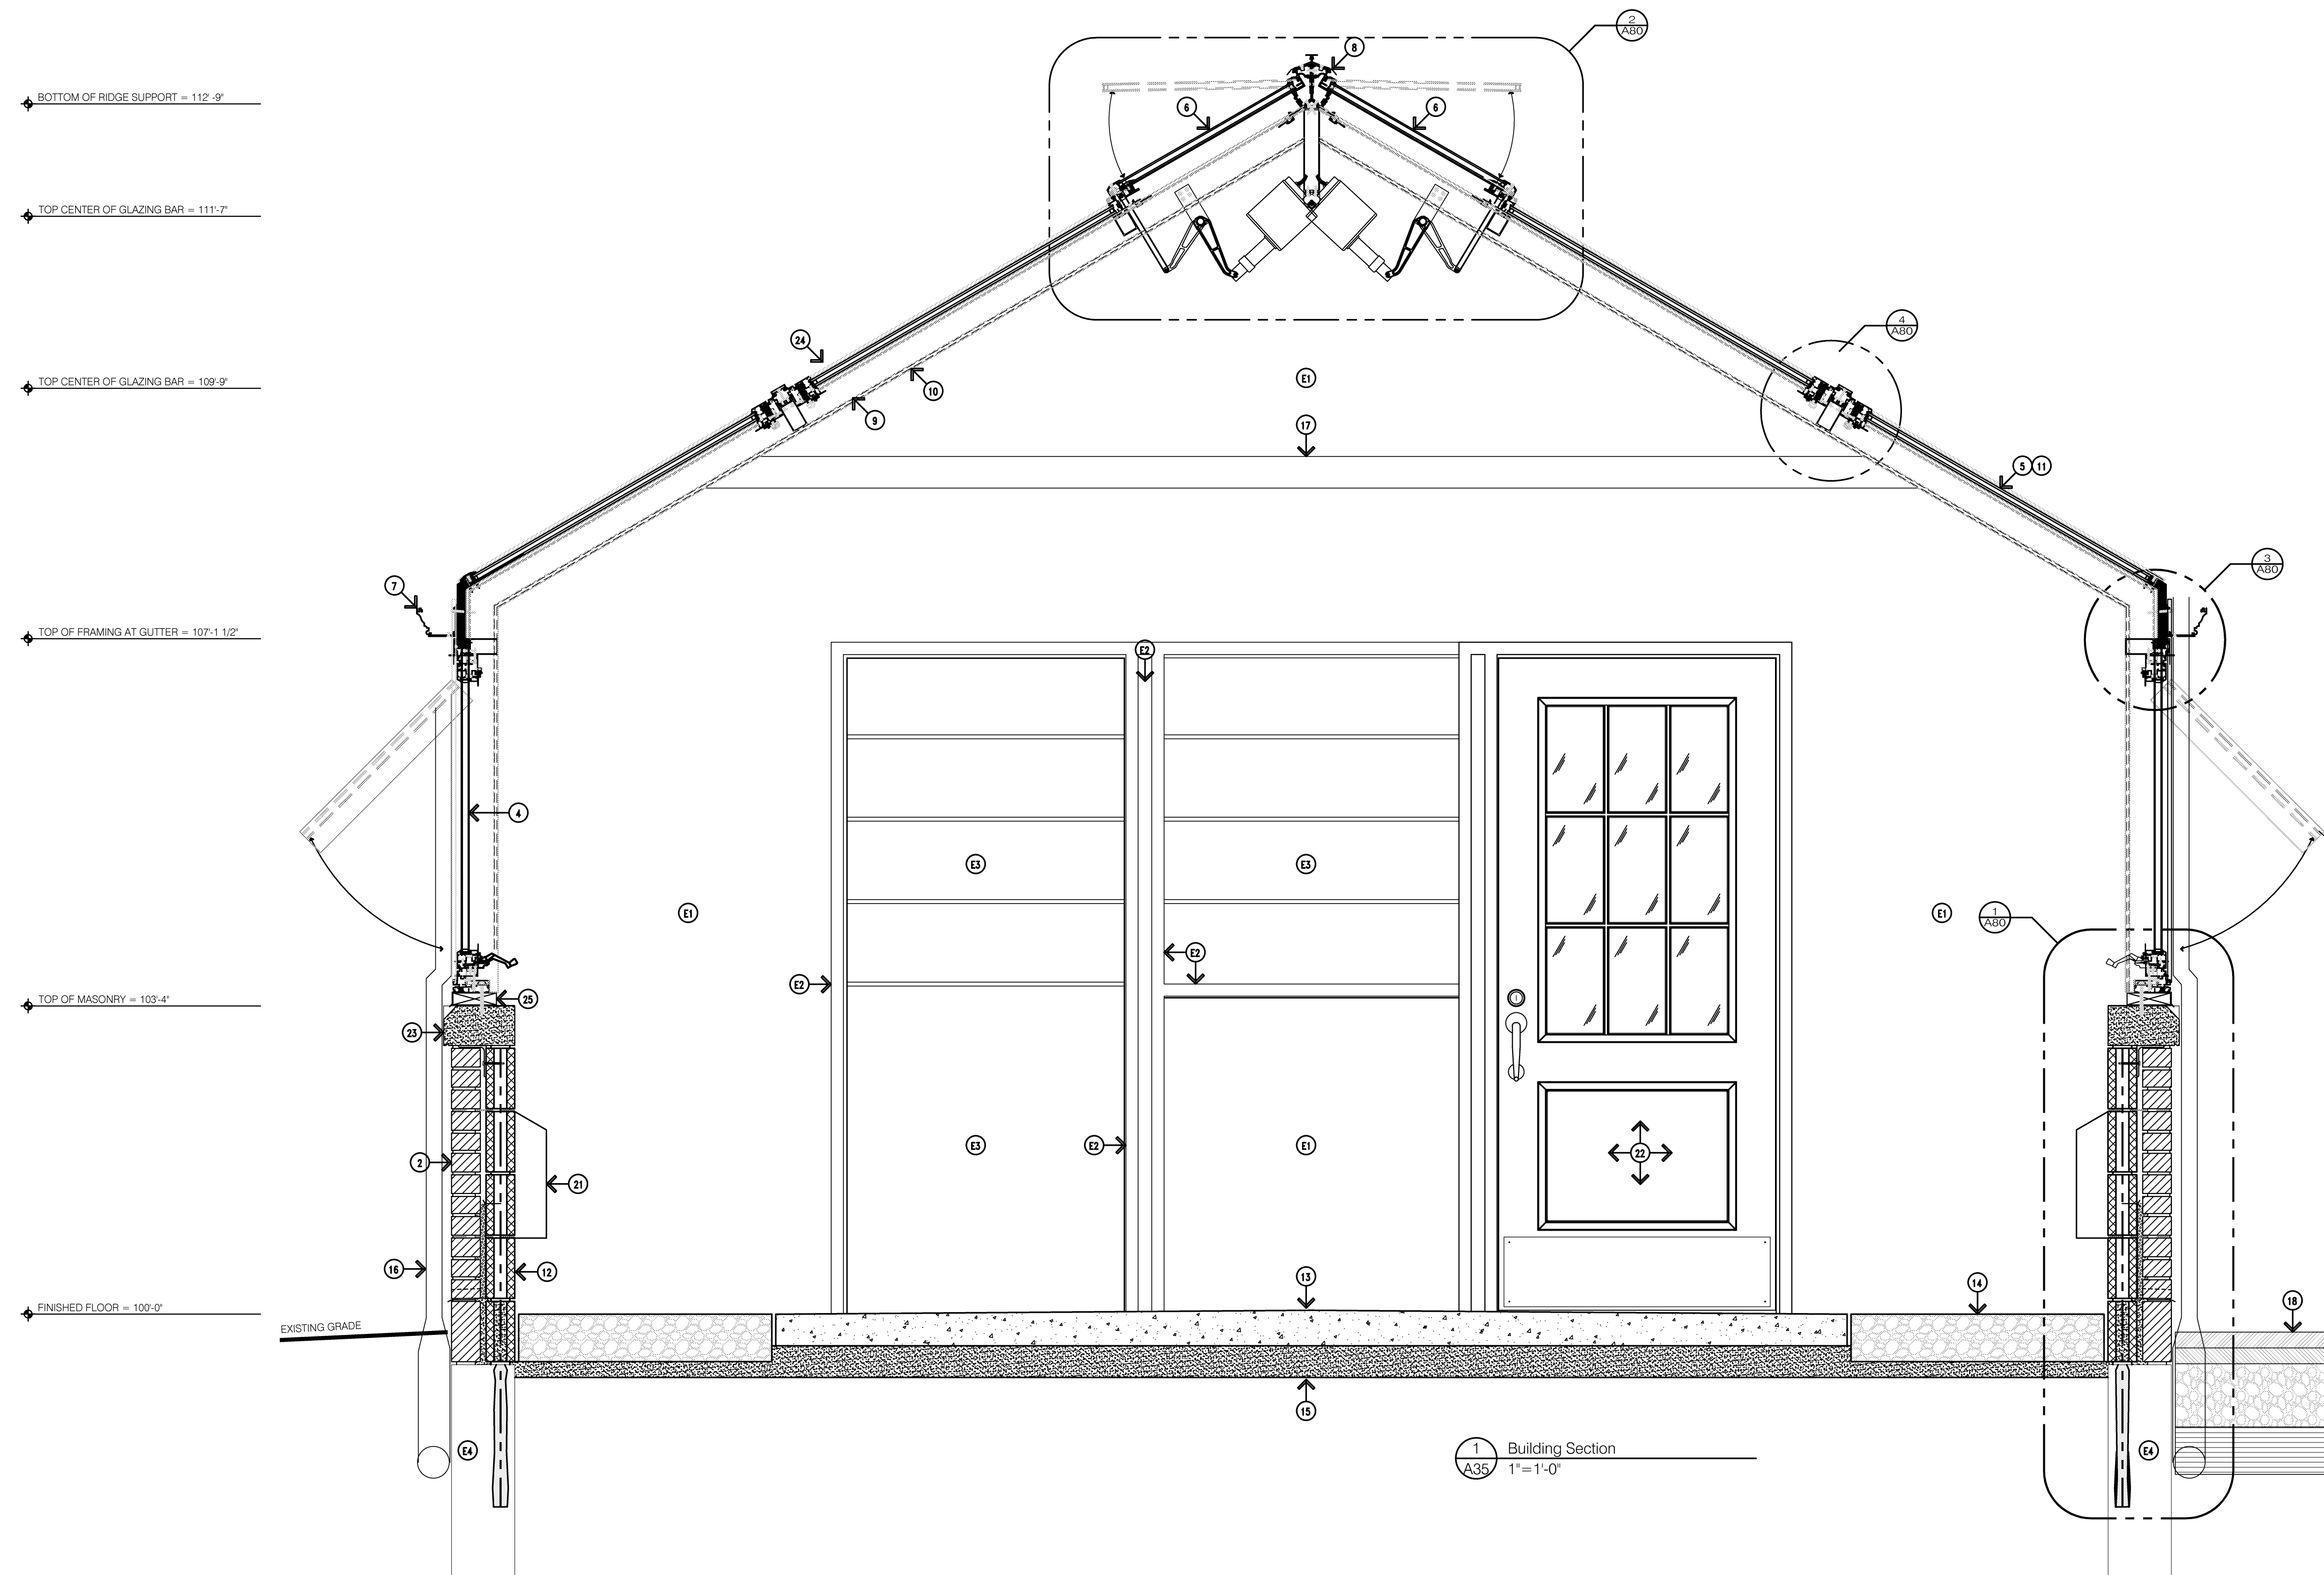 2
A80
8
BOTTOM OF RIDGE SUPPORT = 112' -9"
6
6
TOP CENTER OF GLAZING BAR = 111'-7"
4
A80
24
E1
TOP CENTER OF GLAZING BAR = 109'-9"
10
9
17
5
11
3
A80
7
TOP OF FRAMING AT GUTTER = 107'-1 1/2"
E2
4
E3
E3
E1
E1
1
A80
E2
E2
TOP OF MASONRY = 103'-4"
25
23
E3
E2
E1
22
2
21
16
12
13
14
18
FINISHED FLOOR = 100'-0"
EXISTING GRADE
15
E4
E4
1
A35
Building Section
1"=1'-0"